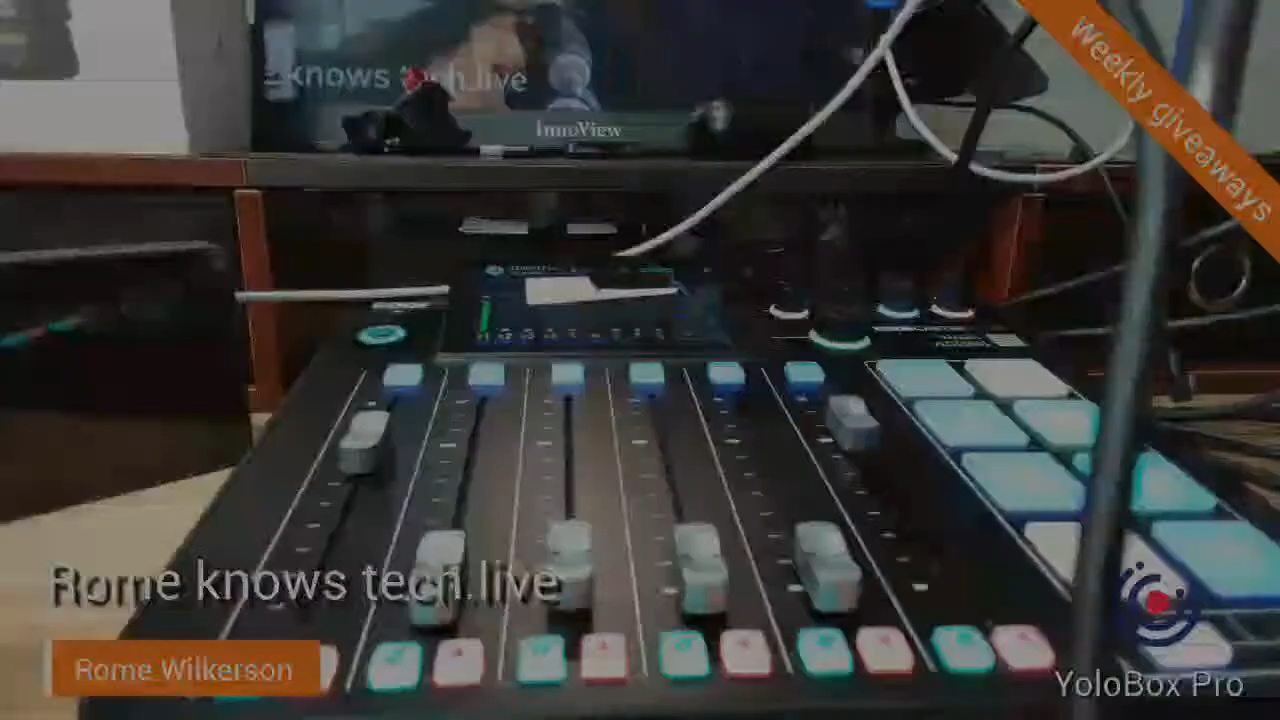 knows tech.live
InnoView
Weekly giveaways
Rome knows tech.live
Rome Wilkerson
YoloBox Pro